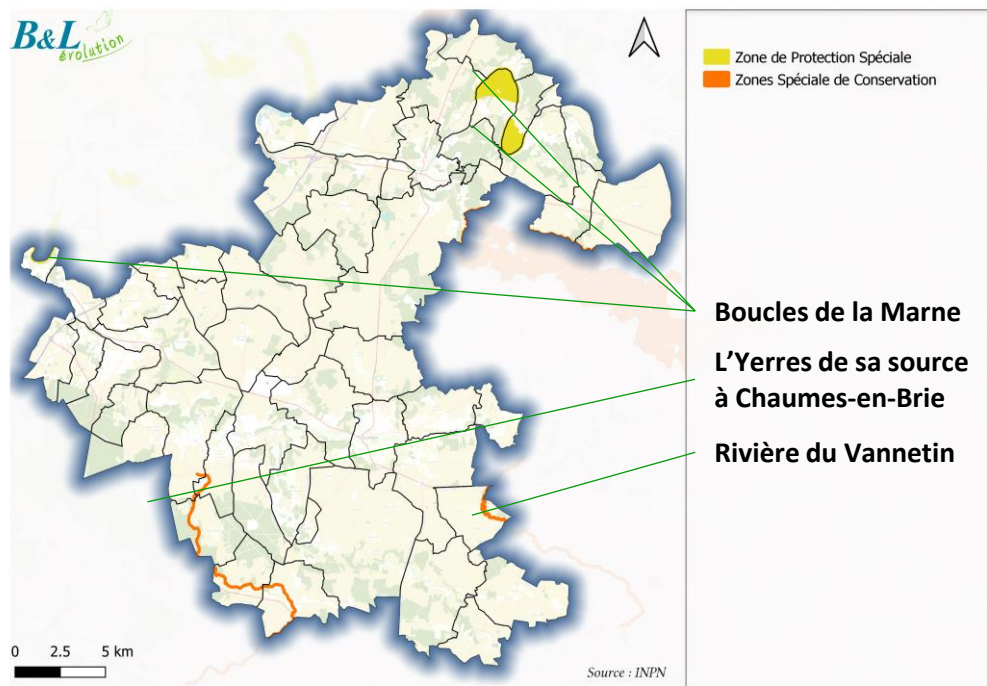 B&L
évolution
Zone de Protection Spéciale
Zones Spéciale de Conservation
Boucles de la Marne
L’Yerres de sa source
à Chaumes-en-Brie
Rivière du Vannetin
0 2.5 5 km
Source : INPN